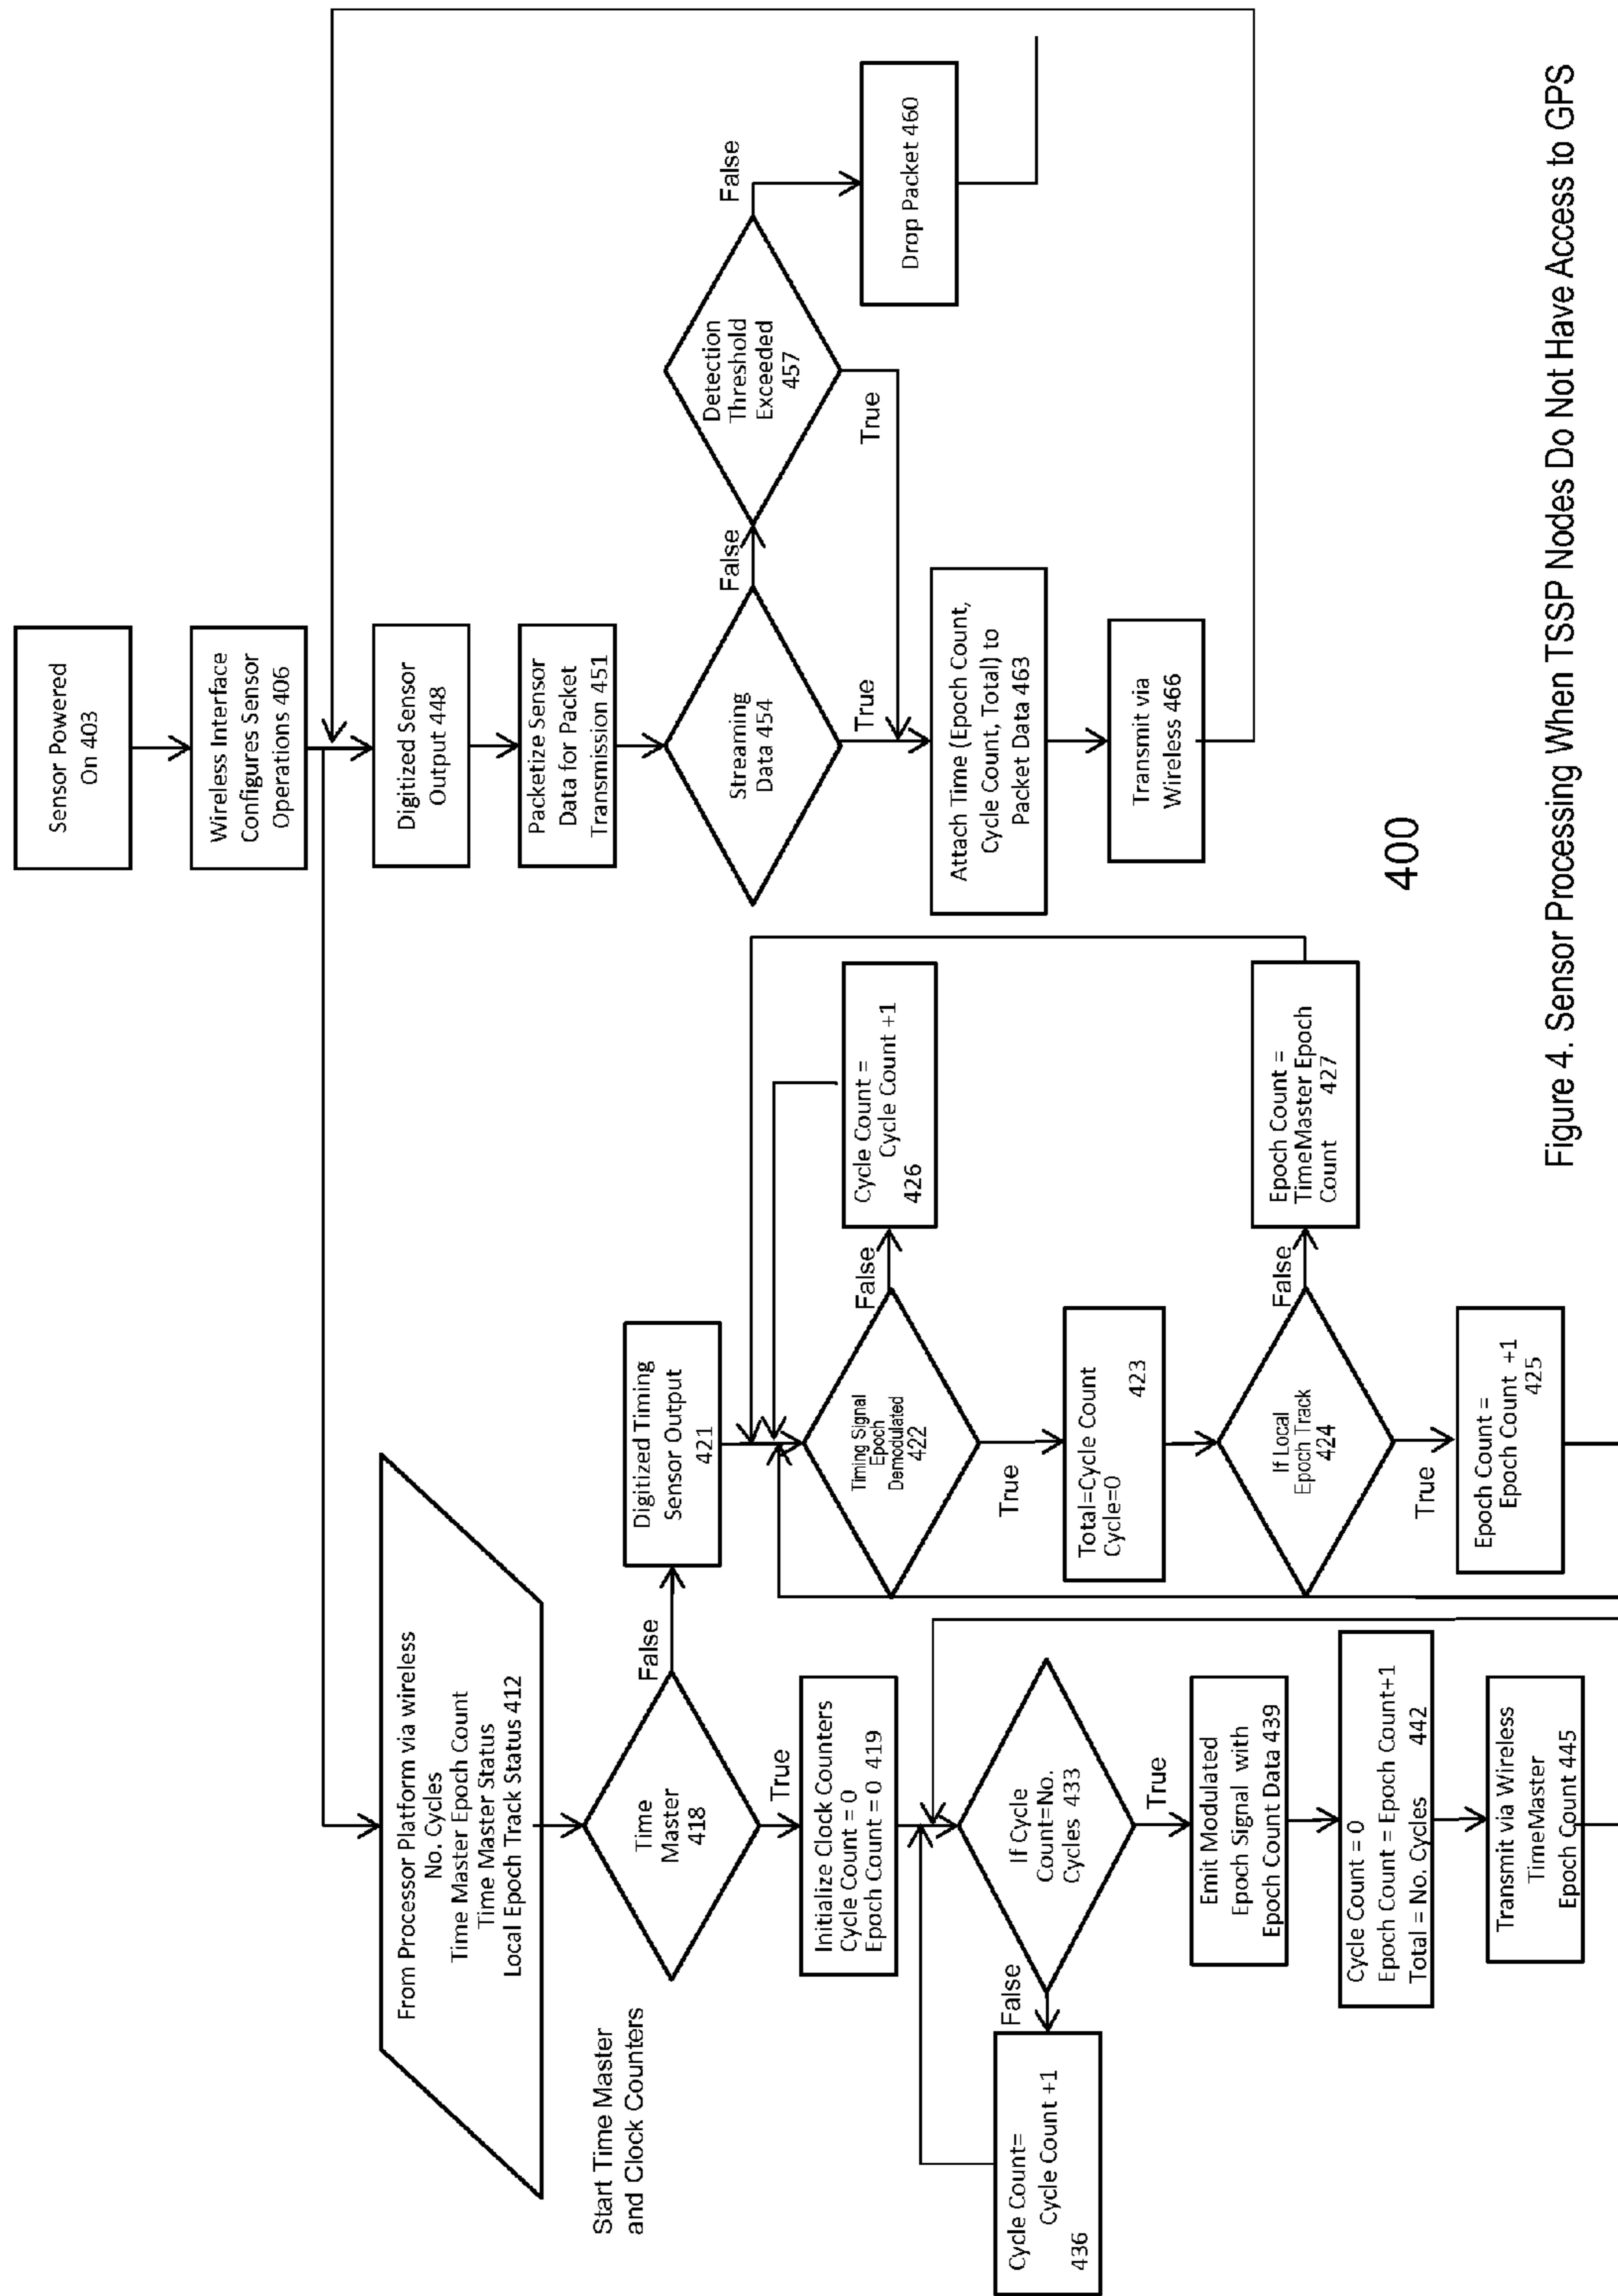 Sensor Powered
On 403
Wireless Interface
Configures Sensor
Operations 406
From Processor Platform via wireless
No. Cycles
Time Master Epoch Count
Time Master Status
Local Epoch Track Status 412
Start Time Master
and Clock Counters
Time
Master
418
False
True
Digitized Timing
Sensor Output
421
Initialize Clock Counters
Cycle Count = 0
Epoch Count = 0 419
If Cycle
Count=No.
Cycles 433
False
True
Cycle Count=
Cycle Count +1
436
Emit Modulated
Epoch Signal with
Epoch Count Data 439
Cycle Count = 0
Epoch Count = Epoch Count+1
Total = No. Cycles 442
Transmit via Wireless
TimeMaster
Epoch Count 445
Timing Signal
Epoch
Demodulated
422
False
True
Cycle Count =
Cycle Count +1
426
Total=Cycle Count
Cycle=0 423
If Local
Epoch Track
424
False
True
Epoch Count =
TimeMaster Epoch
Count 427
Epoch Count =
Epoch Count +1
425
Digitized Sensor
Output 448
Packetize Sensor
Data for Packet
Transmission 451
Streaming
Data 454
False
True
Detection
Threshold
Exceeded
457
False
True
Drop Packet 460
Attach Time (Epoch Count,
Cycle Count, Total) to
Packet Data 463
Transmit via
Wireless 466
400
Figure 4. Sensor Processing When TSSP Nodes Do Not Have Access to GPS